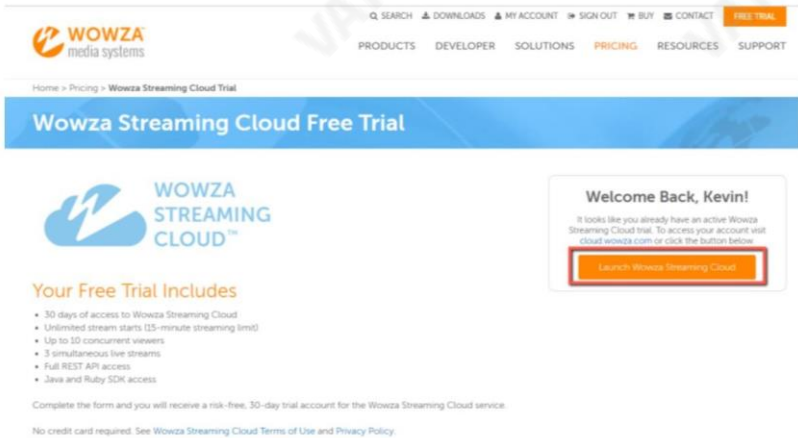 SEARCH DOWNLOADS MY ACCOUNT SIGN OUT BUY CONTACT FREE TRIAL
WOWZA
media systems
PRODUCTS DEVELOPER SOLUTIONS PRICING RESOURCES SUPPORT
Home > Pricing > Wowza Streaming Cloud Trial
Wowza Streaming Cloud Free Trial
WOWZA
STREAMING
CLOUD™
Welcome Back, Kevin!
It looks like you already have an active Wowza
Streaming Cloud trial. To access your account visit
cloud.wowza.com or click the button below.
Launch Wowza Streaming Cloud
Your Free Trial Includes
• 30 days of access to Wowza Streaming Cloud
• Unlimited stream starts (15-minute streaming limit)
• Up to 10 concurrent viewers
• 3 simultaneous live streams
• Full REST API access
• Java and Ruby SDK access
Complete the form and you will receive a risk-free, 30-day trial account for the Wowza Streaming Cloud service.
No credit card required. See Wowza Streaming Cloud Terms of Use and Privacy Policy.